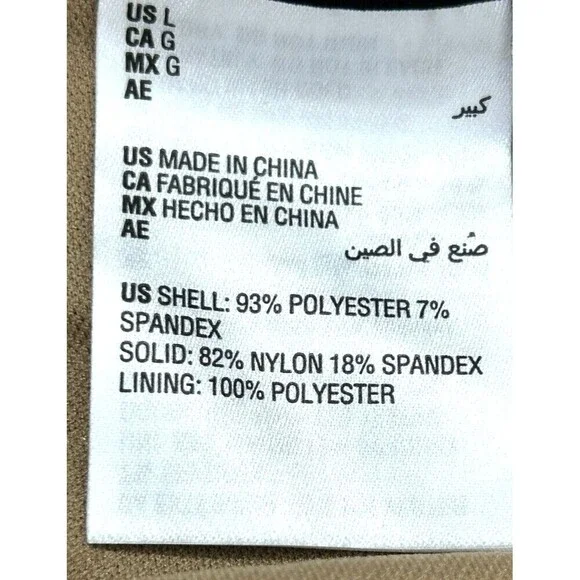 US L
CA G
MX G
AE
كبير
US MADE IN CHINA
CA FABRIQUÉ EN CHINE
MX HECHO EN CHINA
AE
صُنع في الصين
US SHELL: 93% POLYESTER 7%
SPANDEX
SOLID: 82% NYLON 18% SPANDEX
LINING: 100% POLYESTER